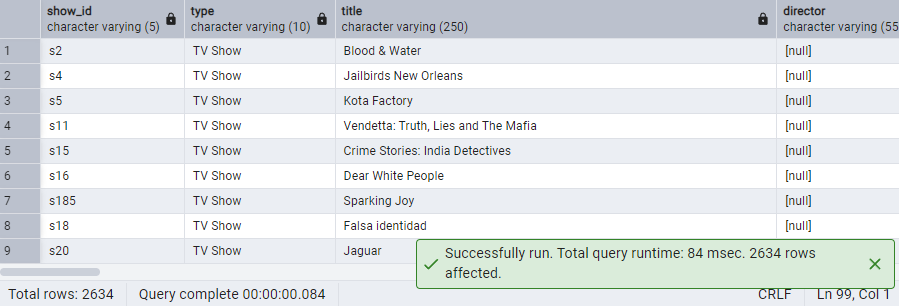 show_id type title director
character varying (5) character varying (10) character varying (250) character varying (55
1 s2 TV Show Blood & Water [null]
2 s4 TV Show Jailbirds New Orleans [null]
3 s5 TV Show Kota Factory [null]
4 s11 TV Show Vendetta: Truth, Lies and The Mafia [null]
5 s15 TV Show Crime Stories: India Detectives [null]
6 s16 TV Show Dear White People [null]
7 s185 TV Show Sparking Joy [null]
8 s18 TV Show Falsa identidad [null]
9 s20 TV Show Jaguar
Successfully run. Total query runtime: 84 msec. 2634 rows
affected.
Total rows: 2634 Query complete 00:00:00.084 CRLF Ln 99, Col 1